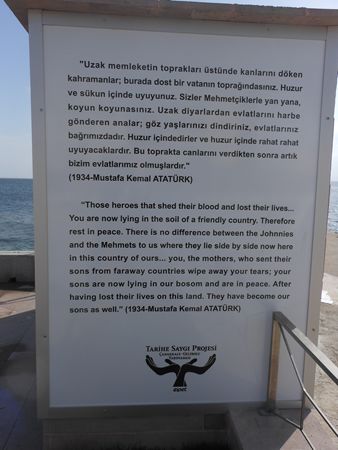 "Uzak memleketin toprakları üstünde kanlarını döken
kahramanlar; burada dost bir vatanın toprağındasınız. Huzur
ve sükun içinde uyuyunuz. Sizler Mehmetçiklerle yan yana,
koyun koyunasınız. Uzak diyarlardan evlatlarını harbe
gönderen analar; göz yaşlarınızı dindiriniz, evlatlarınız
bağrımızdadır. Huzur içindedirler ve huzur içinde rahat rahat
uyuyacaklardır. Bu toprakta canlarını verdikten sonra artık
bizim evlatlarımız olmuşlardır."
(1934-Mustafa Kemal ATATÜRK)
"Those heroes that shed their blood and lost their lives...
You are now lying in the soil of a friendly country. Therefore
rest in peace. There is no difference between the Johnnies
and the Mehmets to us where they lie side by side now here
in this country of ours... you, the mothers, who sent their
sons from faraway countries wipe away your tears; your
sons are now lying in our bosom and are in peace. After
having lost their lives on this land. They have become our
sons as well." (1934-Mustafa Kemal ATATÜRK)
TARİHE SAYGI PROJESİ
ÇANAKKALE-GELİBOLU
YARIMADASI
opet